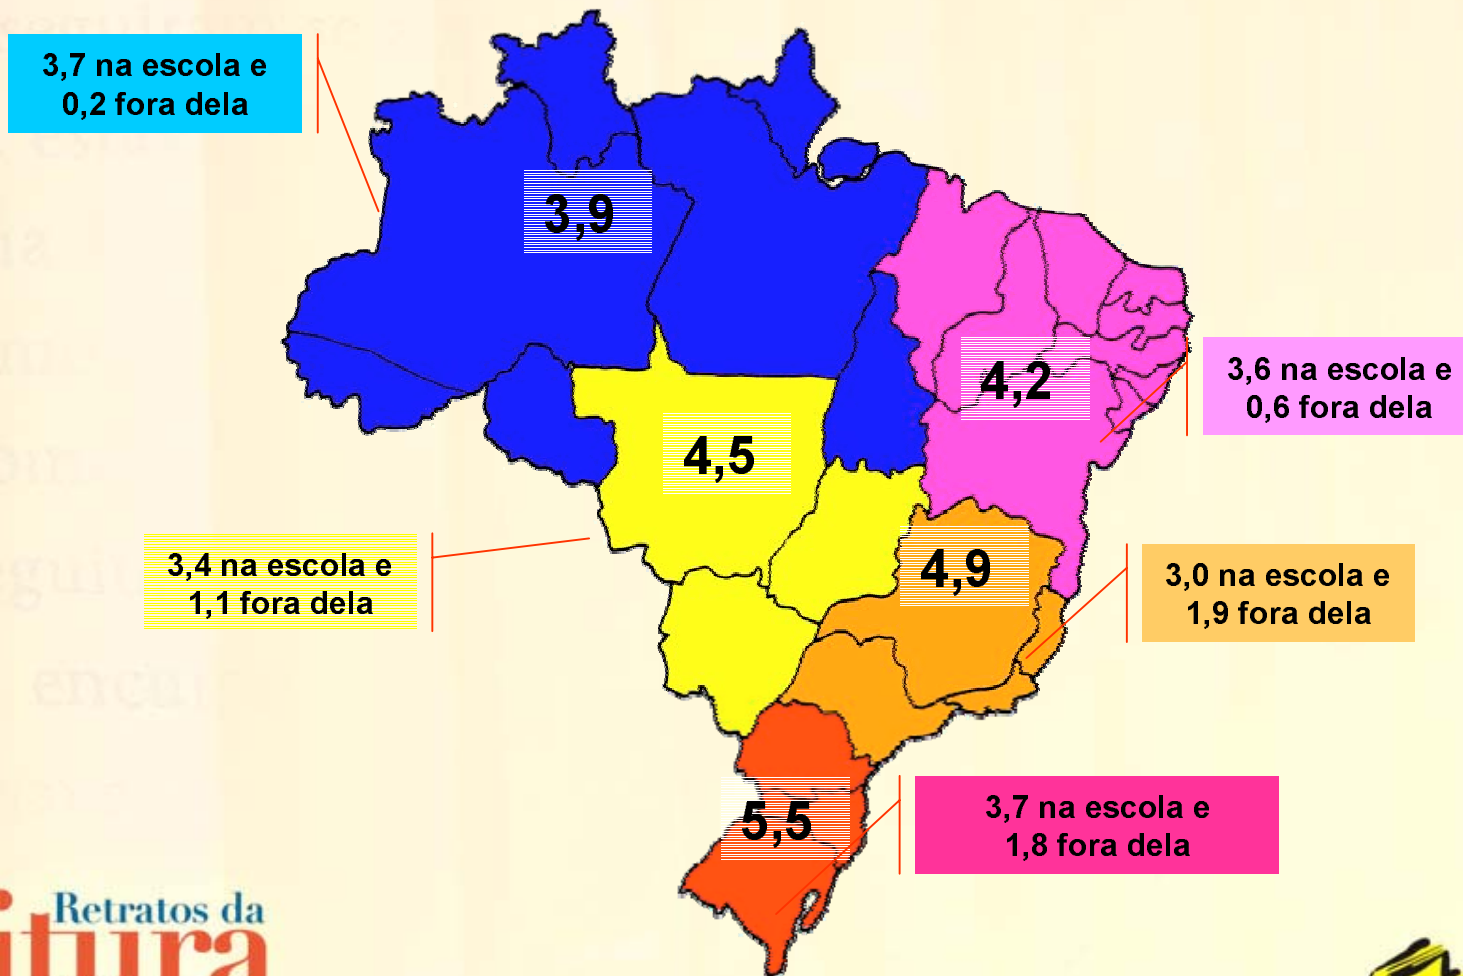 3,7 na escola e
0,2 fora dela
3,9
4,2
3,6 na escola e
0,6 fora dela
4,5
4,9
3,4 na escola e
1,1 fora dela
3,0 na escola e
1,9 fora dela
5,5
3,7 na escola e
1,8 fora dela
Retratos da
itura